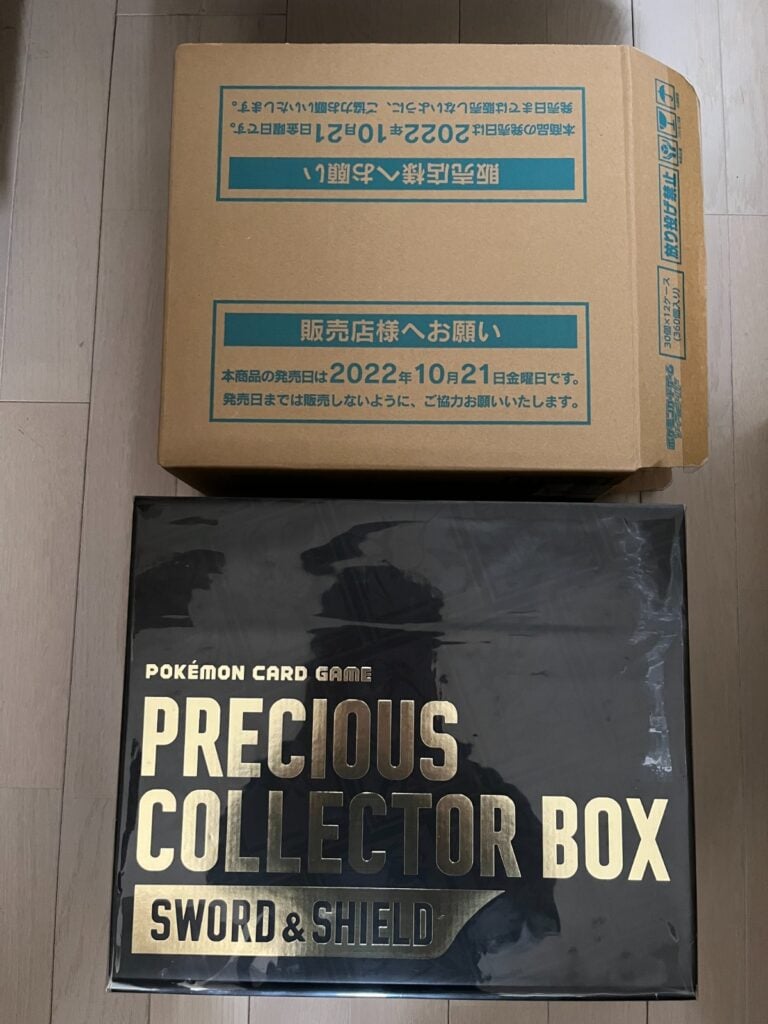 発売日までは販売しないように、ご協力お願いいたします。
本商品の発売日は2022年10月21日金曜日です。
販売店様へお願い
販売店様へお願い
本商品の発売日は2022年10月21日金曜日です。
発売日までは販売しないように、ご協力お願いいたします。
放り投げ禁止
30個×12ケース
(360個入り)
POKÉMON CARD GAME
PRECIOUS
COLLECTOR BOX
SWORD & SHIELD